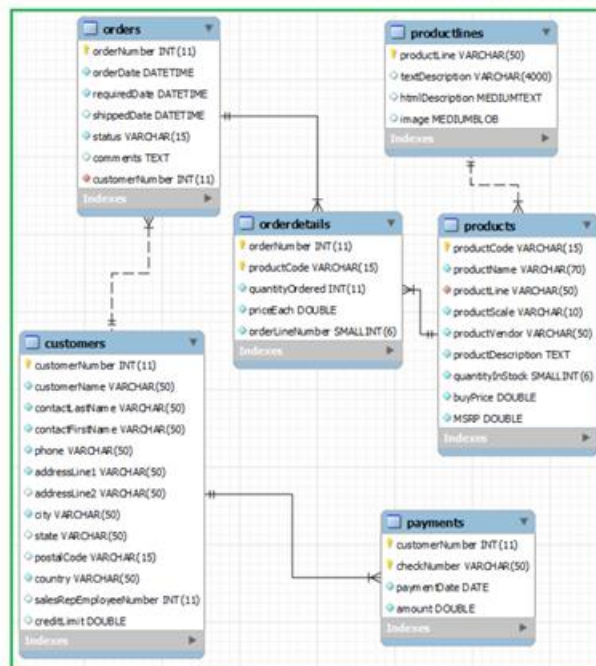 orders
orderNumber INT(11)
orderDate DATETIME
requiredDate DATETIME
shippedDate DATETIME
status VARCHAR(15)
comments TEXT
customerNumber INT(11)
Indexes
productlines
productLine VARCHAR(50)
textDescription VARCHAR(4000)
htmlDescription MEDIUMTEXT
image MEDIUMBLOB
Indexes
orderdetails
orderNumber INT(11)
productCode VARCHAR(15)
quantityOrdered INT(11)
priceEach DOUBLE
orderLineNumber SMALLINT(6)
Indexes
products
productCode VARCHAR(15)
productName VARCHAR(70)
productLine VARCHAR(50)
productScale VARCHAR(10)
productVendor VARCHAR(50)
productDescription TEXT
quantityInStock SMALLINT(6)
buyPrice DOUBLE
MSRP DOUBLE
Indexes
customers
customerNumber INT(11)
customerName VARCHAR(50)
contactLastName VARCHAR(50)
contactFirstName VARCHAR(50)
phone VARCHAR(50)
addressLine1 VARCHAR(50)
addressLine2 VARCHAR(50)
city VARCHAR(50)
state VARCHAR(50)
postalCode VARCHAR(15)
country VARCHAR(50)
salesRepEmployeeNumber INT(11)
creditLimit DOUBLE
Indexes
payments
customerNumber INT(11)
checkNumber VARCHAR(50)
paymentDate DATE
amount DOUBLE
Indexes